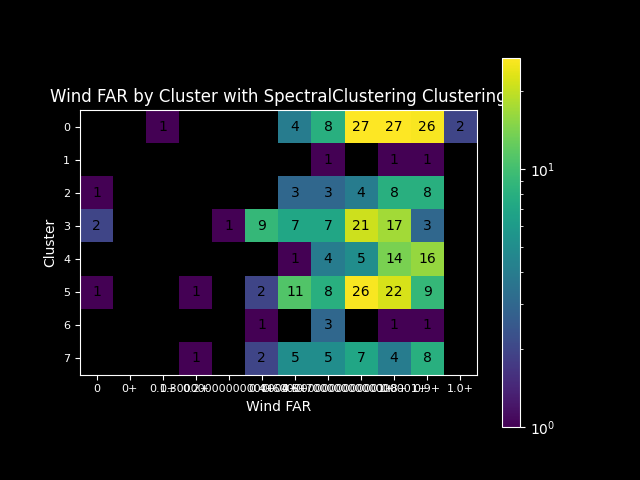 Wind FAR by Cluster with SpectralClustering Clustering
0 1 4 8 27 27 26 2
1 1 1 1
2 1 3 3 4 8 8
3 2 1 9 7 7 21 17 3
4 1 4 5 14 16
5 1 1 2 11 8 26 22 9
6 1 3 1 1
7 1 2 5 5 7 4 8
0 0+ 0.9+ 1.0+
Wind FAR
Cluster
10¹
10⁰